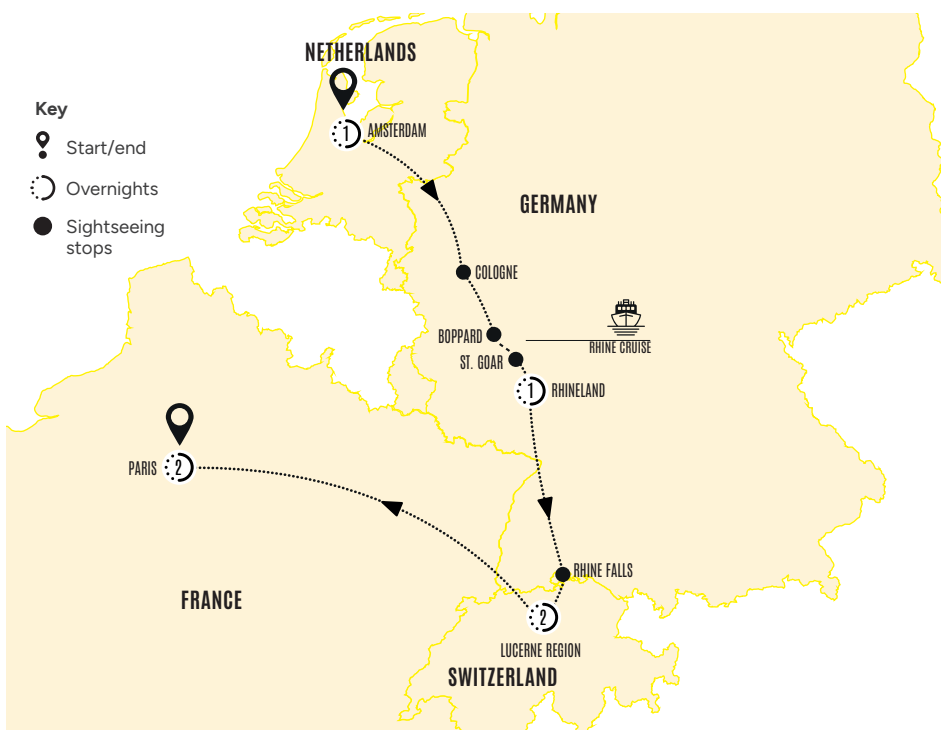 NETHERLANDS
Key
Start/end
1
AMSTERDAM
Overnights
GERMANY
Sightseeing
stops
COLOGNE
BOPPARD
RHINE CRUISE
ST. GOAR
1
RHINELAND
PARIS
2
RHINE FALLS
FRANCE
2
LUCERNE REGION
SWITZERLAND